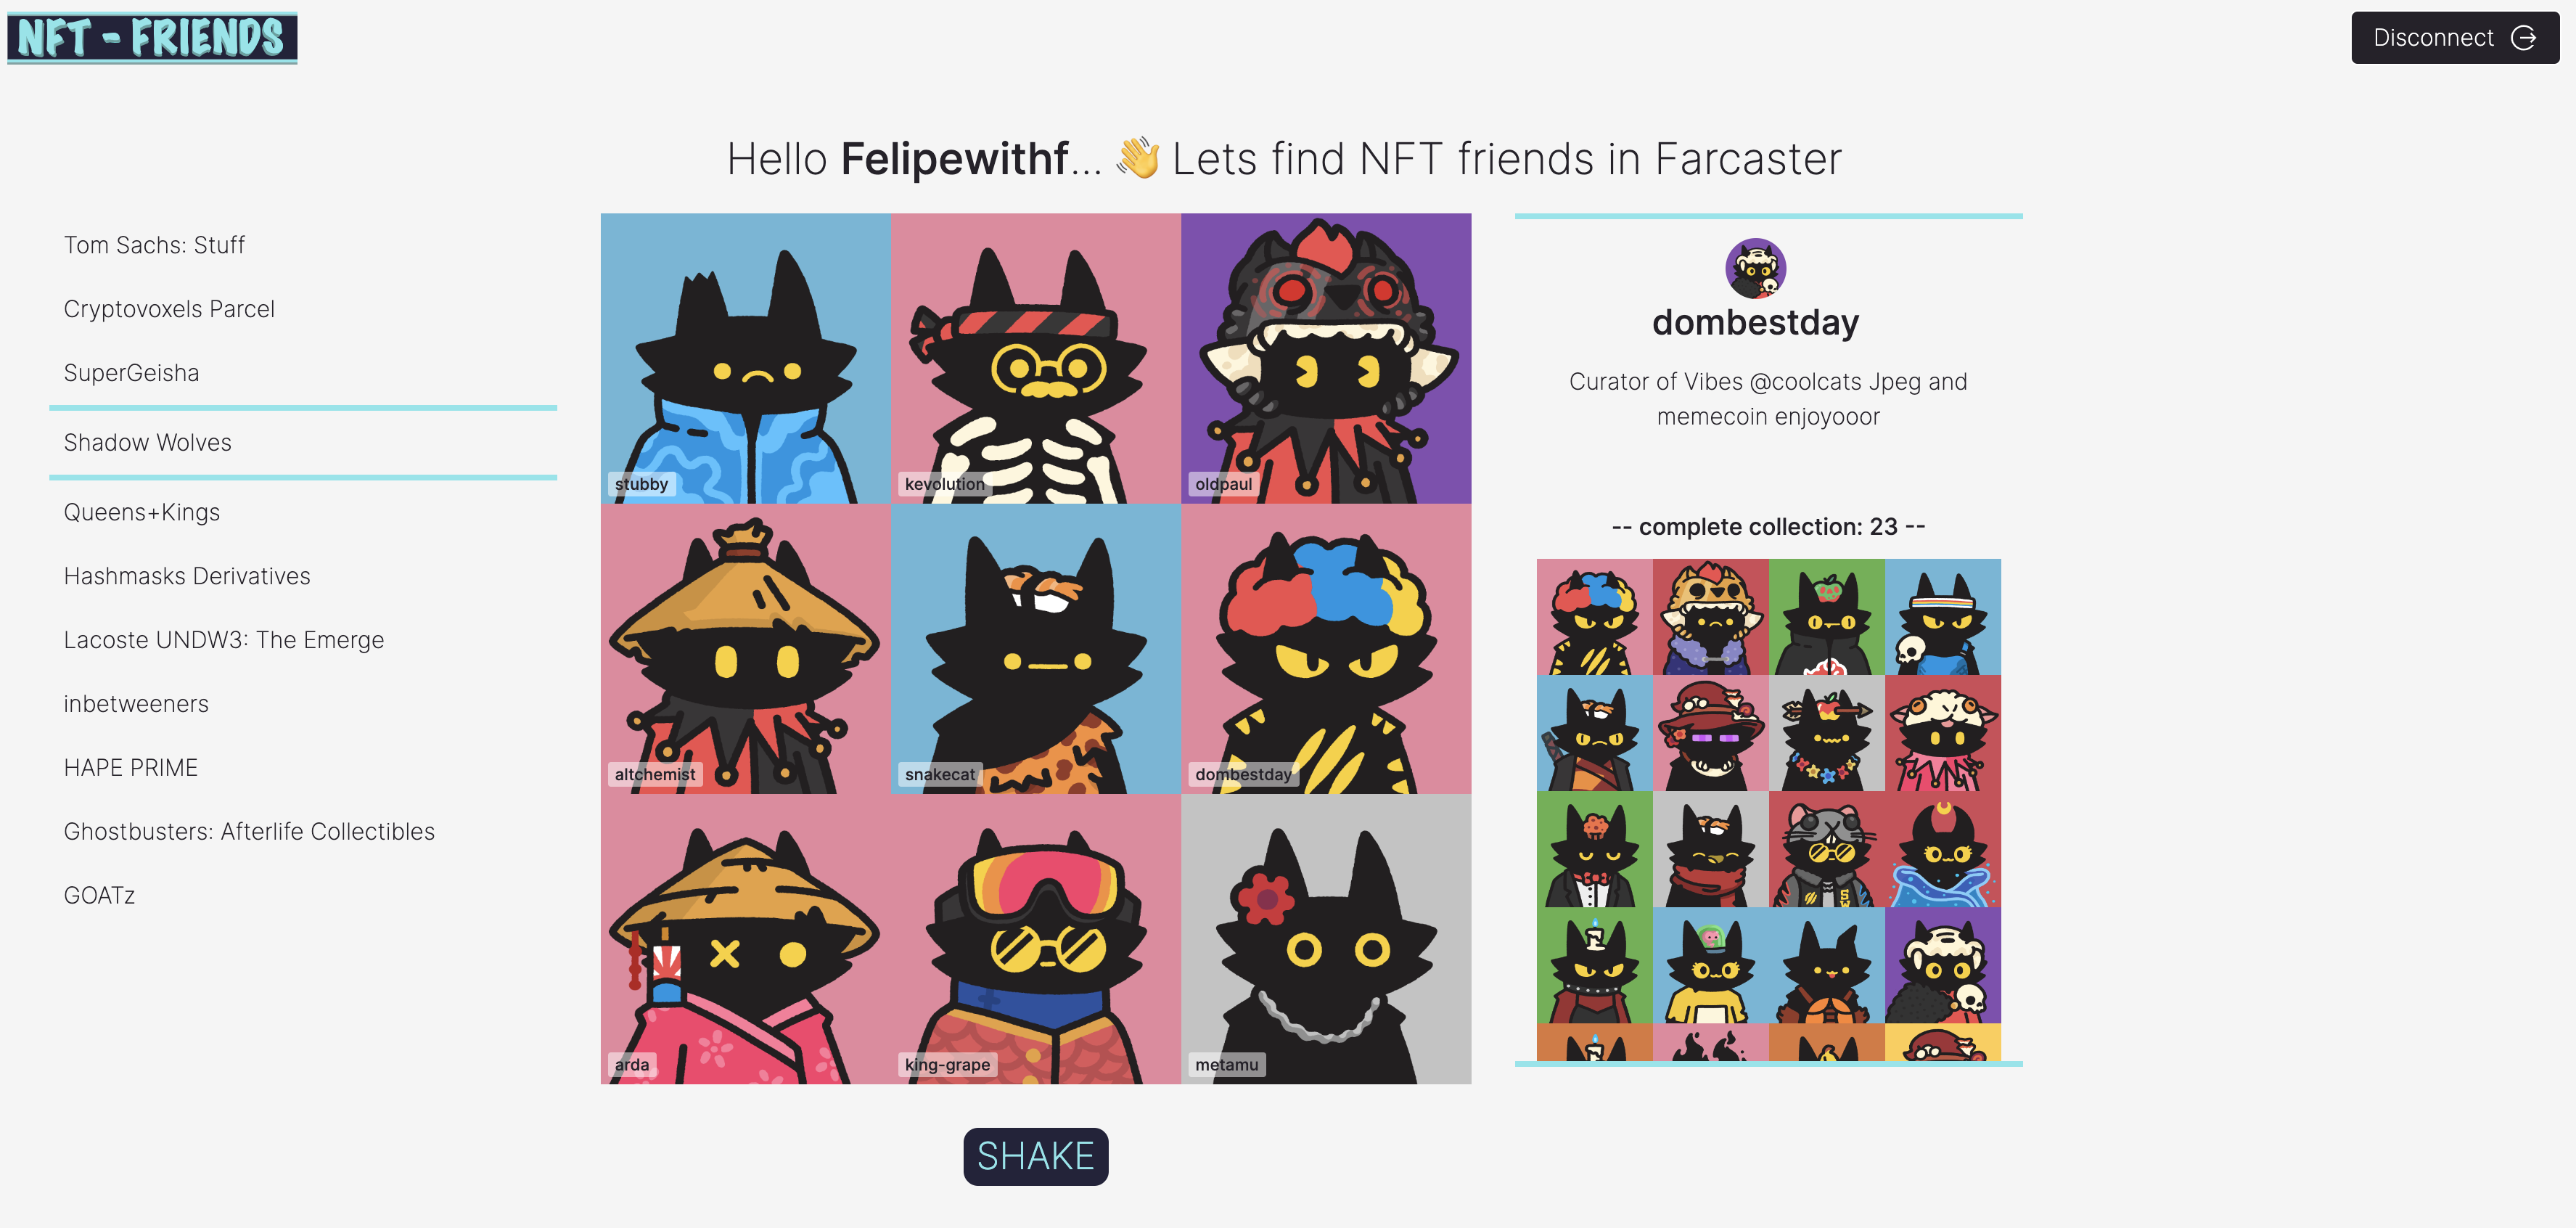 NFT - FRIENDS
Disconnect
Hello Felipewithf... 👋 Lets find NFT friends in Farcaster
Tom Sachs: Stuff
Cryptovoxels Parcel
SuperGeisha
Shadow Wolves
Queens+Kings
Hashmasks Derivatives
Lacoste UNDW3: The Emerge
inbetweeners
HAPE PRIME
Ghostbusters: Afterlife Collectibles
GOATz
stubby
kevolution
oldpaul
altchemist
snakecat
dombestday
arda
king-grape
metamu
SHAKE
dombestday
Curator of Vibes @coolcats Jpeg and
memecoin enjoyooor
-- complete collection: 23 --
SW